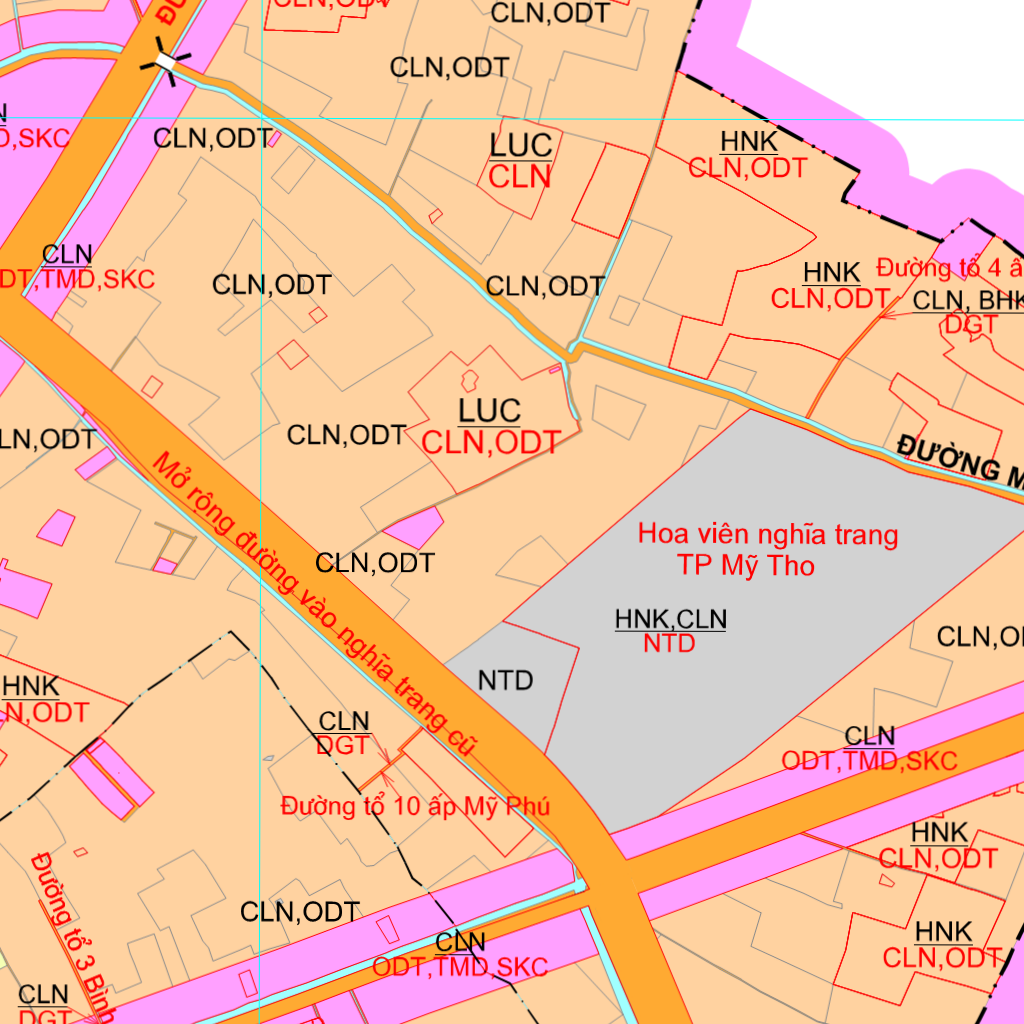 CLN,ODT
CLN,ODT
CLN,ODT
CLN,ODT
LUC
CLN
HNK
CLN,ODT
CLN
TMD,SKC
CLN,ODT
CLN,ODT
HNK
CLN,ODT
Đường tổ 4
CLN, BHK
DGT
LUC
CLN,ODT
CLN,ODT
ĐƯỜNG
Mở rộng đường vào nghĩa trang cũ
Hoa viên nghĩa trang
TP Mỹ Tho
CLN,ODT
HNK,CLN
NTD
NTD
HNK
ODT
CLN
DGT
Đường tổ 10 ấp Mỹ Phú
CLN
ODT,TMD,SKC
HNK
CLN,ODT
Đường tổ 3 Bình
CLN,ODT
CLN
ODT,TMD,SKC
HNK
CLN,ODT
CLN
DGT